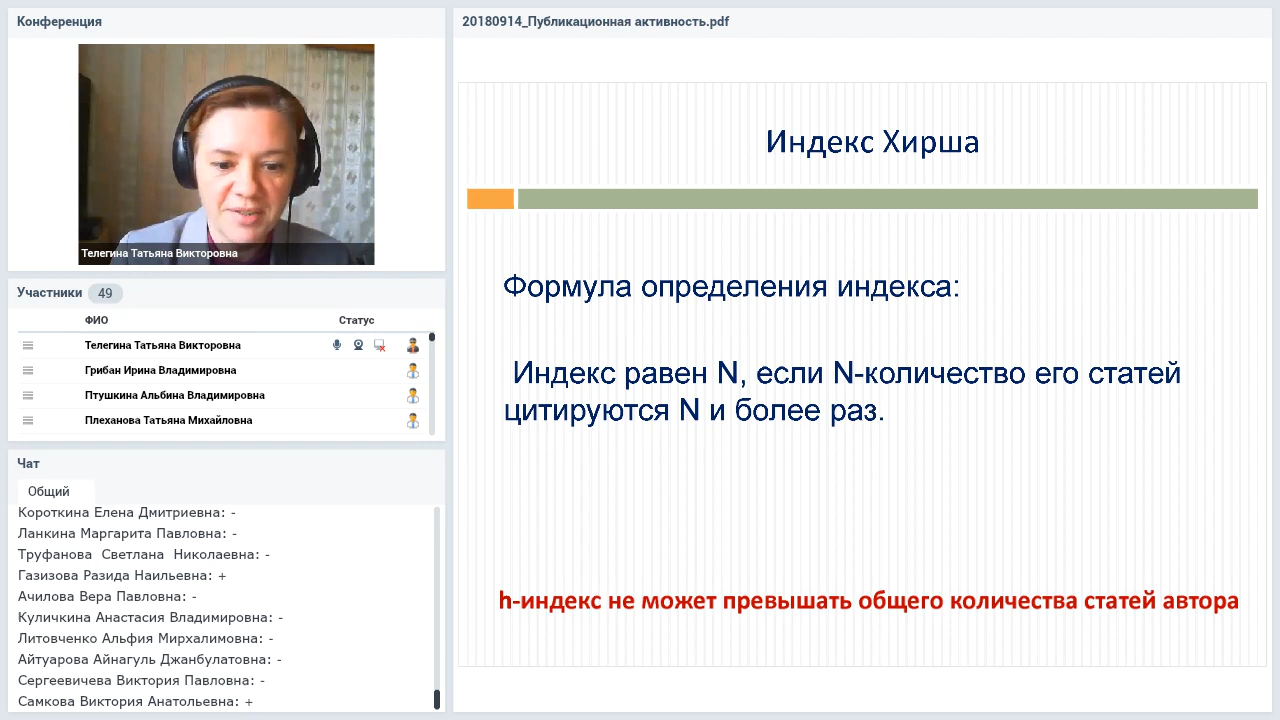 Конференция
Телегина Татьяна Викторовна
Участники 49
ФИО Статус
Телегина Татьяна Викторовна
Грибан Ирина Владимировна
Птушкина Альбина Владимировна
Плеханова Татьяна Михайловна
Чат
Общий
Короткина Елена Дмитриевна: -
Ланкина Маргарита Павловна: -
Труфанова Светлана Николаевна: -
Газизова Разида Наильевна: +
Ачилова Вера Павловна: -
Куличкина Анастасия Владимировна: -
Литовченко Альфия Мирхалимовна: -
Айтуарова Айнагуль Джанбулатовна: -
Сергеевичева Виктория Павловна: -
Самкова Виктория Анатольевна: +
20180914_Публикационная активность.pdf
Индекс Хирша
Формула определения индекса:
Индекс равен N, если N-количество его статей
цитируются N и более раз.
h-индекс не может превышать общего количества статей автора